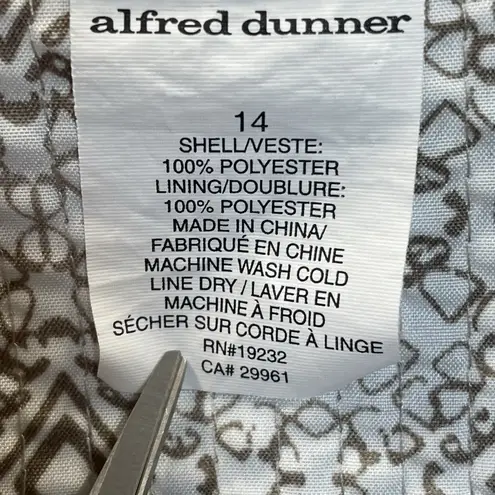 alfred dunner
14
SHELL/VESTE:
100% POLYESTER
LINING/DOUBLURE:
100% POLYESTER
MADE IN CHINA/
FABRIQUÉ EN CHINE
MACHINE WASH COLD
LINE DRY / LAVER EN
MACHINE À FROID
SÉCHER SUR CORDE À LINGE
RN#19232
CA# 29961